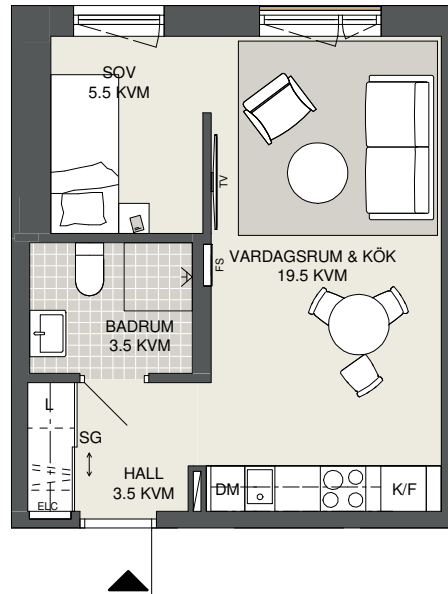 SOV
5.5 KVM
TV
FS
VARDAGSRUM & KÖK
19.5 KVM
BADRUM
3.5 KVM
L
SG
HALL
3.5 KVM
ELC
DM
K/F